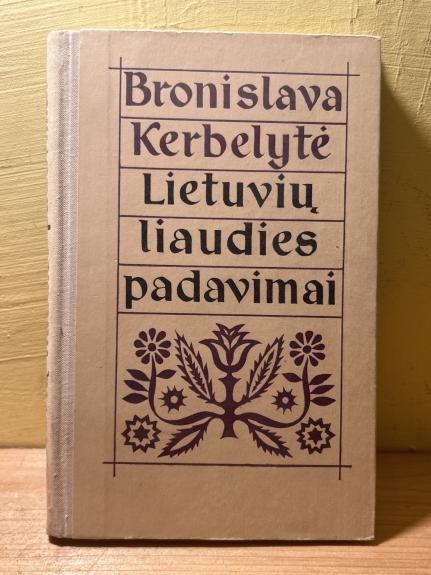 Bronislava
Kerbelytė
Lietuvių
liaudies
padavimai